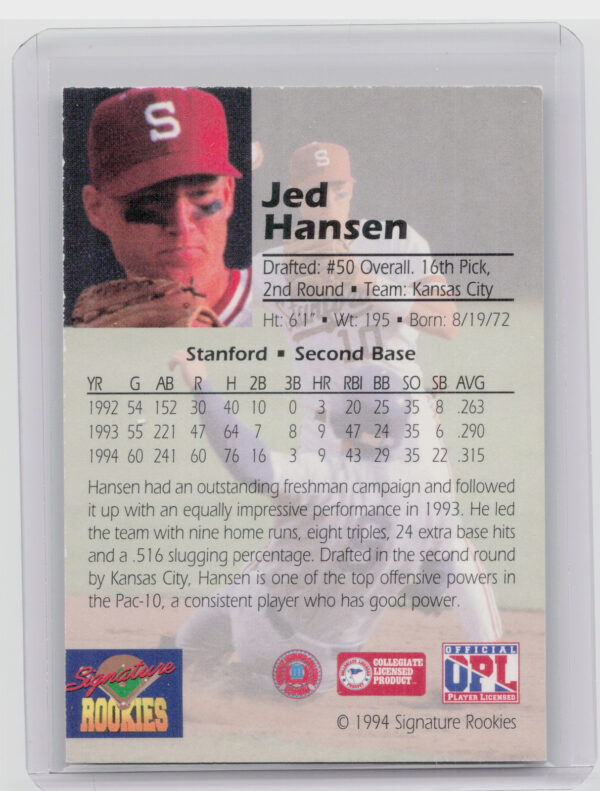 S
S
Jed
Hansen
Drafted: #50 Overall. 16th Pick,
2nd Round ▪ Team: Kansas City
Ht: 6'1" ▪ Wt: 195 ▪ Born: 8/19/72
Stanford ▪ Second Base
YR G AB R H 2B 3B HR RBI BB SO SB AVG
1992 54 152 30 40 10 0 3 20 25 35 8 .263
1993 55 221 47 64 7 8 9 47 24 35 6 .290
1994 60 241 60 76 16 3 9 43 29 35 22 .315
Hansen had an outstanding freshman campaign and followed
it up with an equally impressive performance in 1993. He led
the team with nine home runs, eight triples, 24 extra base hits
and a .516 slugging percentage. Drafted in the second round
by Kansas City, Hansen is one of the top offensive powers in
the Pac-10, a consistent player who has good power.
Signature
ROOKIES
COLLEGIATE
LICENSED
PRODUCT™
OFFICIAL
OPL
PLAYER LICENSED
© 1994 Signature Rookies